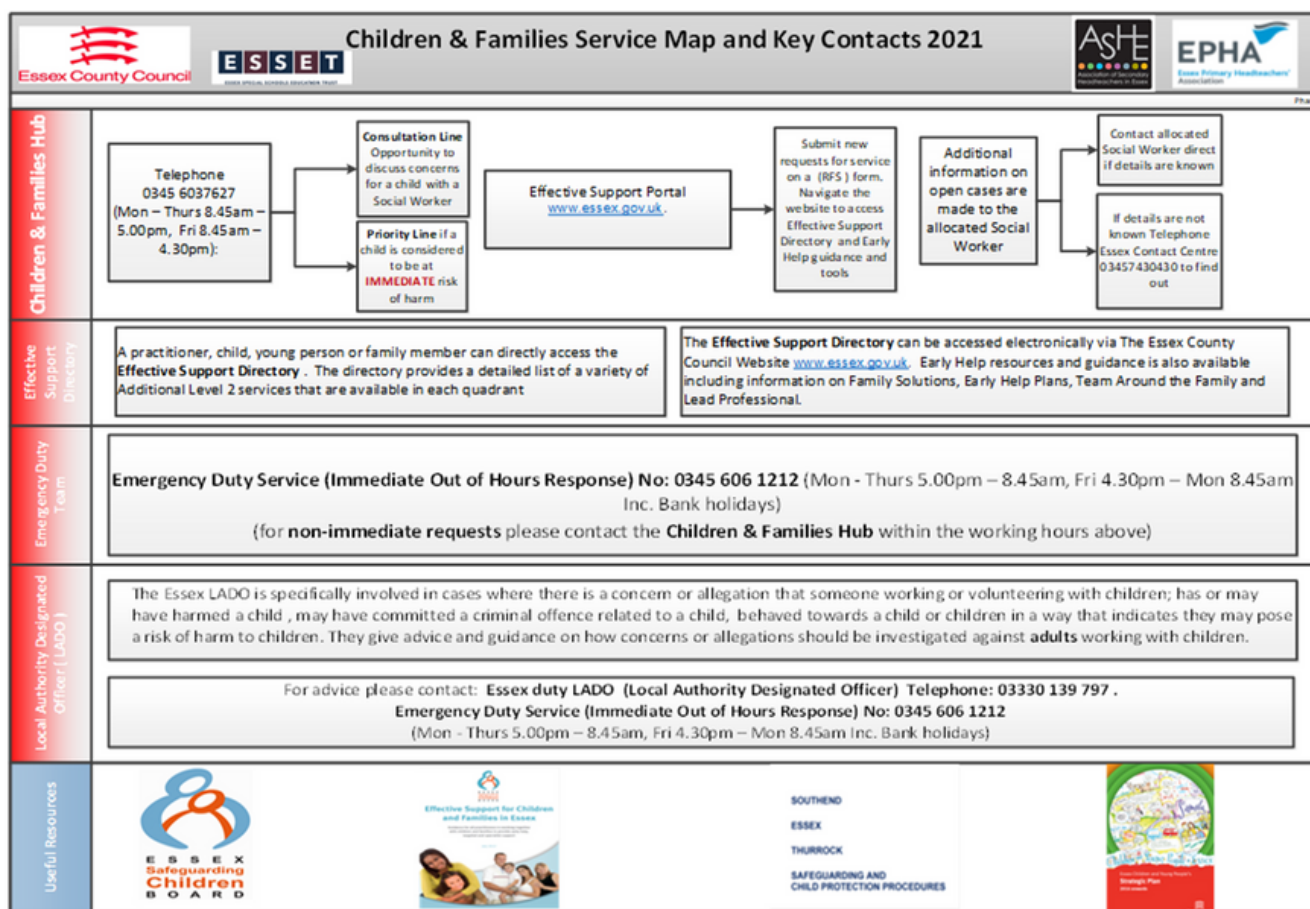 Children & Families Service Map and Key Contacts 2021
Essex County Council
ESSET
ESSEX SPECIAL SCHOOLS EDUCATION TRUST
ASHE
Association of Secondary
Headteachers in Essex
EPHA
Essex Primary Headteachers'
Association
Pha
Children & Families Hub
Telephone
0345 6037627
(Mon – Thurs 8.45am –
5.00pm, Fri 8.45am –
4.30pm):
Consultation Line
Opportunity to
discuss concerns
for a child with a
Social Worker
Priority Line if a
child is considered
to be at
IMMEDIATE risk
of harm
Effective Support Portal
www.essex.gov.uk.
Submit new
requests for service
on a (RFS ) form.
Navigate the
website to access
Effective Support
Directory and Early
Help guidance and
tools
Additional
information on
open cases are
made to the
allocated Social
Worker
Contact allocated
Social Worker direct
if details are known
If details are not
known Telephone
Essex Contact Centre
03457430430 to find
out
Effective
Support
Directory
A practitioner, child, young person or family member can directly access the
Effective Support Directory . The directory provides a detailed list of a variety of
Additional Level 2 services that are available in each quadrant
The Effective Support Directory can be accessed electronically via The Essex County
Council Website www.essex.gov.uk. Early Help resources and guidance is also available
including information on Family Solutions, Early Help Plans, Team Around the Family and
Lead Professional.
Emergency Duty
Team
Emergency Duty Service (Immediate Out of Hours Response) No: 0345 606 1212 (Mon - Thurs 5.00pm – 8.45am, Fri 4.30pm – Mon 8.45am
Inc. Bank holidays)
(for non-immediate requests please contact the Children & Families Hub within the working hours above)
Local Authority Designated
Officer ( LADO )
The Essex LADO is specifically involved in cases where there is a concern or allegation that someone working or volunteering with children; has or may
have harmed a child , may have committed a criminal offence related to a child, behaved towards a child or children in a way that indicates they may pose
a risk of harm to children. They give advice and guidance on how concerns or allegations should be investigated against adults working with children.
For advice please contact: Essex duty LADO (Local Authority Designated Officer) Telephone: 03330 139 797 .
Emergency Duty Service (Immediate Out of Hours Response) No: 0345 606 1212
(Mon - Thurs 5.00pm – 8.45am, Fri 4.30pm – Mon 8.45am Inc. Bank holidays)
Useful Resources
ESSEX
Safeguarding
Children
BOARD
Effective Support for Children
and Families in Essex
SOUTHEND
ESSEX
THURROCK
SAFEGUARDING AND
CHILD PROTECTION PROCEDURES
Essex Children and Young People's
Strategic Plan